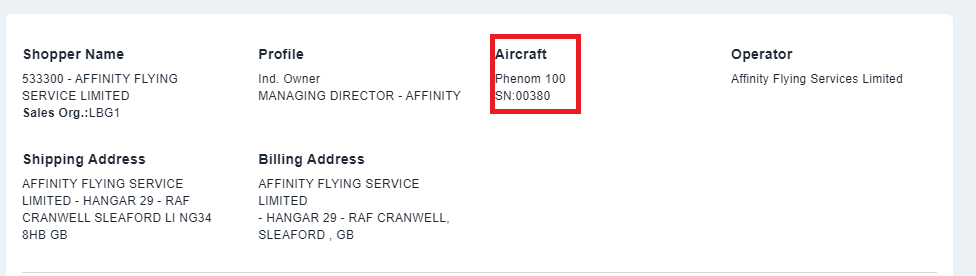 Shopper Name
533300 - AFFINITY FLYING
SERVICE LIMITED
Sales Org.:LBG1
Profile
Ind. Owner
MANAGING DIRECTOR - AFFINITY
Aircraft
Phenom 100
SN:00380
Operator
Affinity Flying Services Limited
Shipping Address
AFFINITY FLYING SERVICE
LIMITED - HANGAR 29 - RAF
CRANWELL SLEAFORD LI NG34
8HB GB
Billing Address
AFFINITY FLYING SERVICE
LIMITED
- HANGAR 29 - RAF CRANWELL,
SLEAFORD , GB